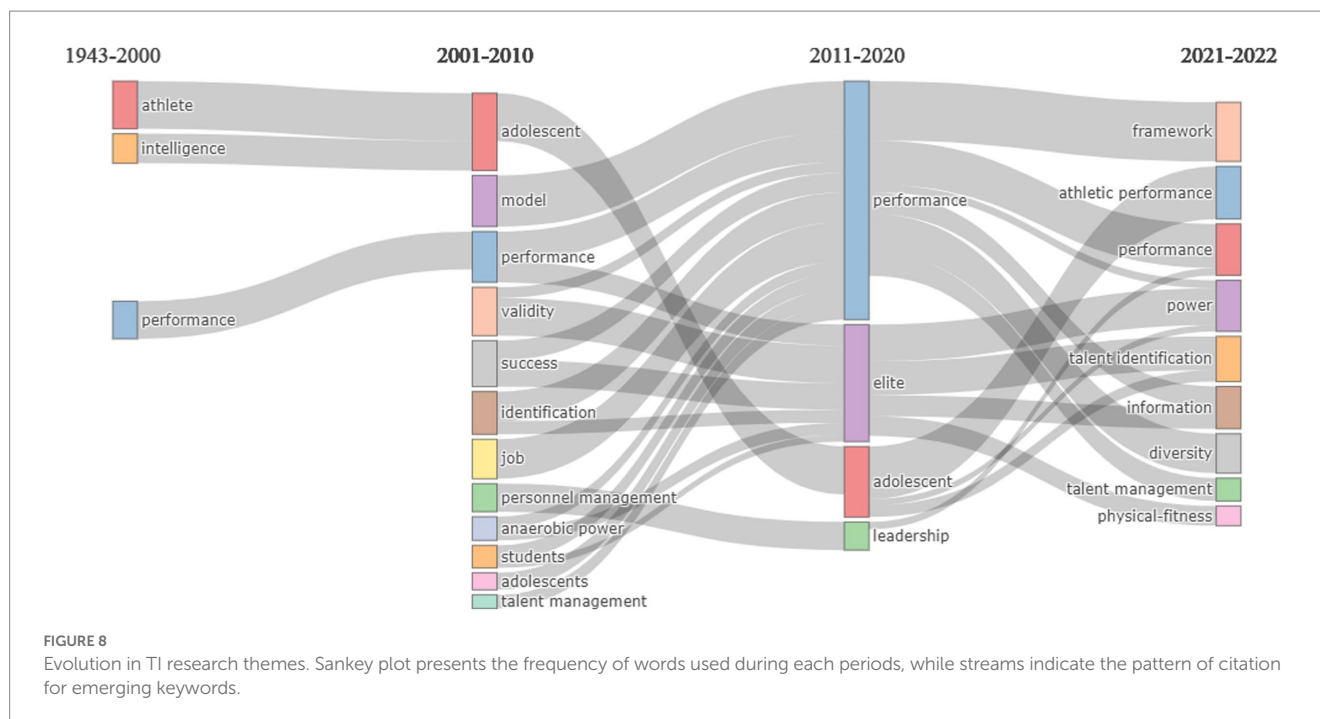 1943-2000
2001-2010
2011-2020
2021-2022
athlete
intelligence
performance
adolescent
model
performance
validity
success
identification
job
personnel management
anaerobic power
students
adolescents
talent management
performance
elite
adolescent
leadership
framework
athletic performance
performance
power
talent identification
information
diversity
talent management
physical-fitness
FIGURE 8
Evolution in TI research themes. Sankey plot presents the frequency of words used during each periods, while streams indicate the pattern of citation
for emerging keywords.